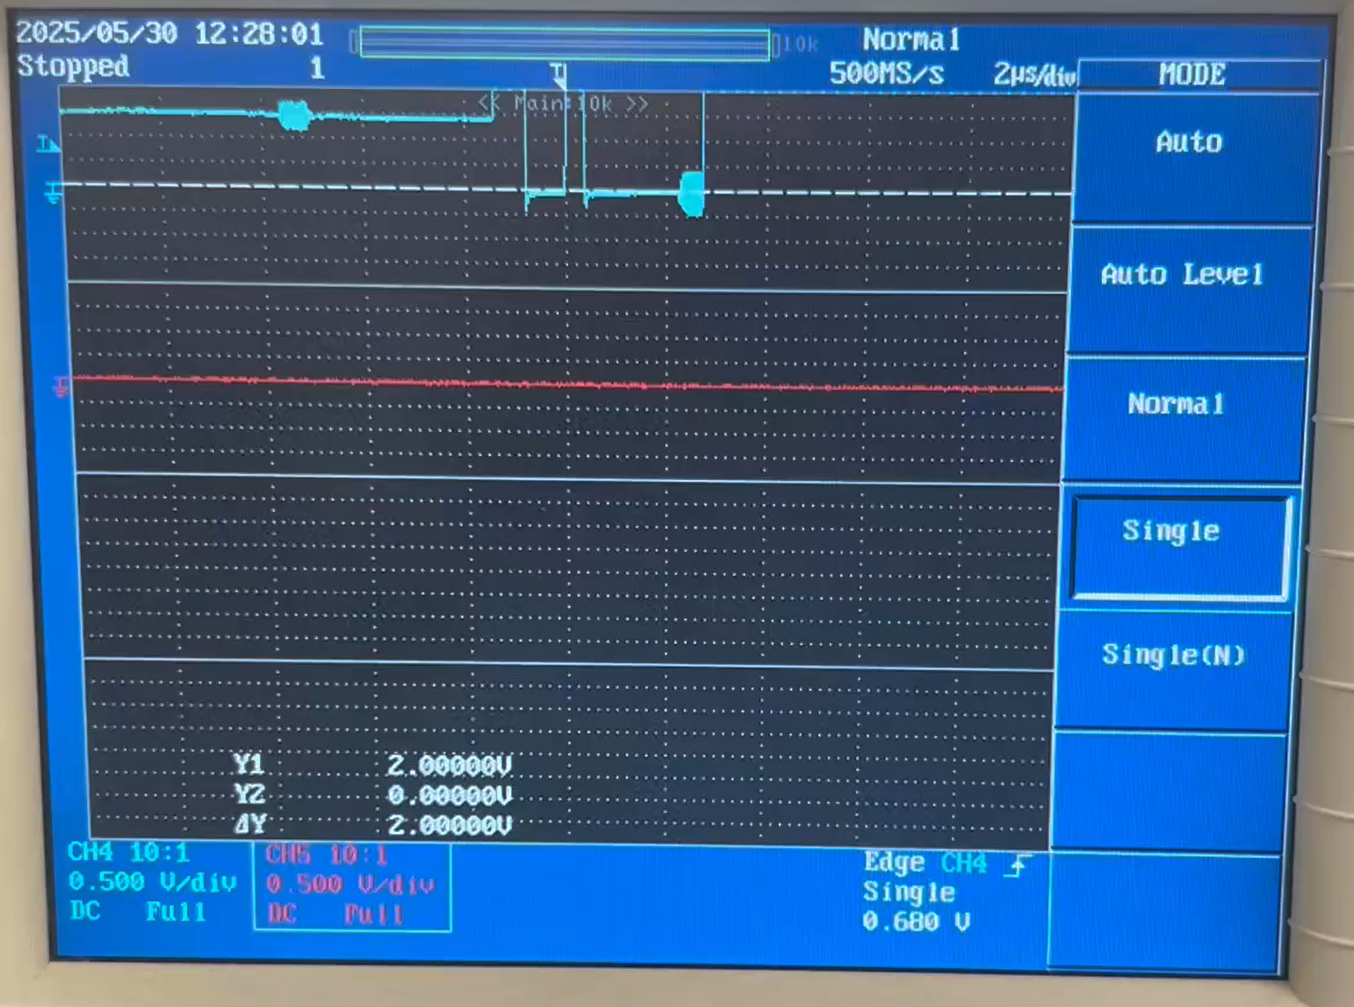 2025/05/30 12:28:01
Normal
10k
Stopped
1
500MS/s
2µs/div
T
<< Main:10k >>
T
MODE
Auto
Auto Level
Normal
Single
Single(N)
Y1 2.00000V
Y2 0.00000V
ΔY 2.00000V
CH4 10:1
0.500 V/div
DC Full
CH5 10:1
0.500 V/div
DC Full
Edge CH4
Single
0.680 V